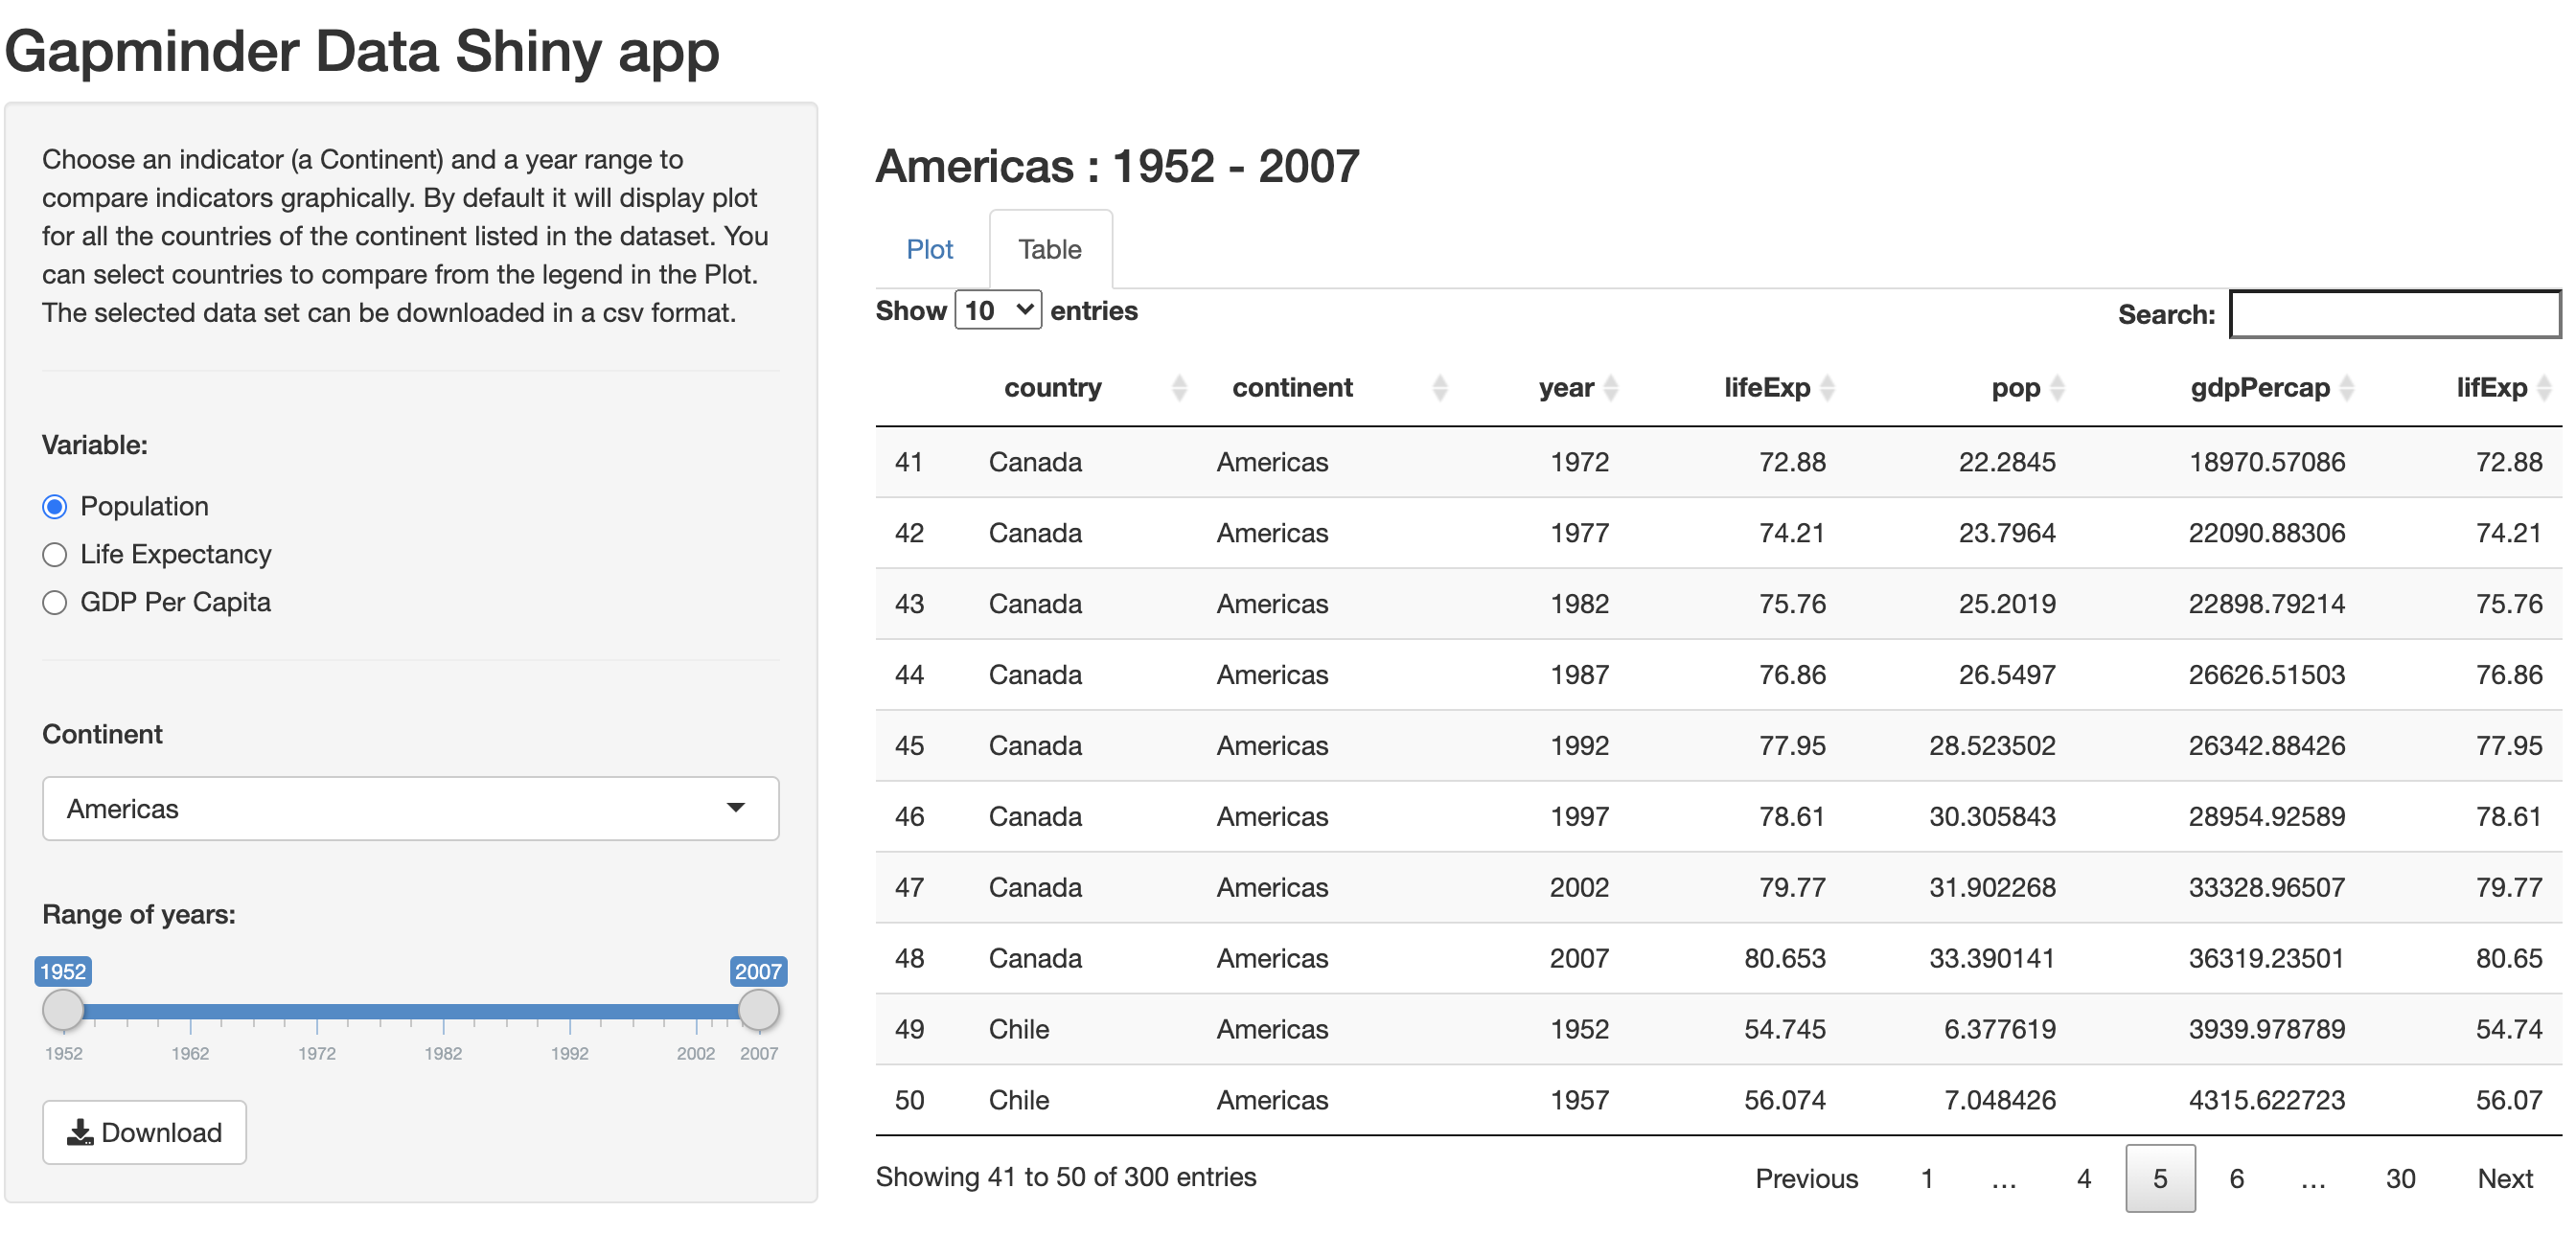 Gapminder Data Shiny app
Choose an indicator (a Continent) and a year range to
compare indicators graphically. By default it will display plot
for all the countries of the continent listed in the dataset. You
can select countries to compare from the legend in the Plot.
The selected data set can be downloaded in a csv format.
Variable:
Population
Life Expectancy
GDP Per Capita
Continent
Americas
Range of years:
1952 2007
1952 1962 1972 1982 1992 2002 2007
Download
Americas : 1952 - 2007
Plot Table
Show 10 entries Search:
country continent year lifeExp pop gdpPercap lifExp
41 Canada Americas 1972 72.88 22.2845 18970.57086 72.88
42 Canada Americas 1977 74.21 23.7964 22090.88306 74.21
43 Canada Americas 1982 75.76 25.2019 22898.79214 75.76
44 Canada Americas 1987 76.86 26.5497 26626.51503 76.86
45 Canada Americas 1992 77.95 28.523502 26342.88426 77.95
46 Canada Americas 1997 78.61 30.305843 28954.92589 78.61
47 Canada Americas 2002 79.77 31.902268 33328.96507 79.77
48 Canada Americas 2007 80.653 33.390141 36319.23501 80.65
49 Chile Americas 1952 54.745 6.377619 3939.978789 54.74
50 Chile Americas 1957 56.074 7.048426 4315.622723 56.07
Showing 41 to 50 of 300 entries Previous 1 … 4 5 6 … 30 Next